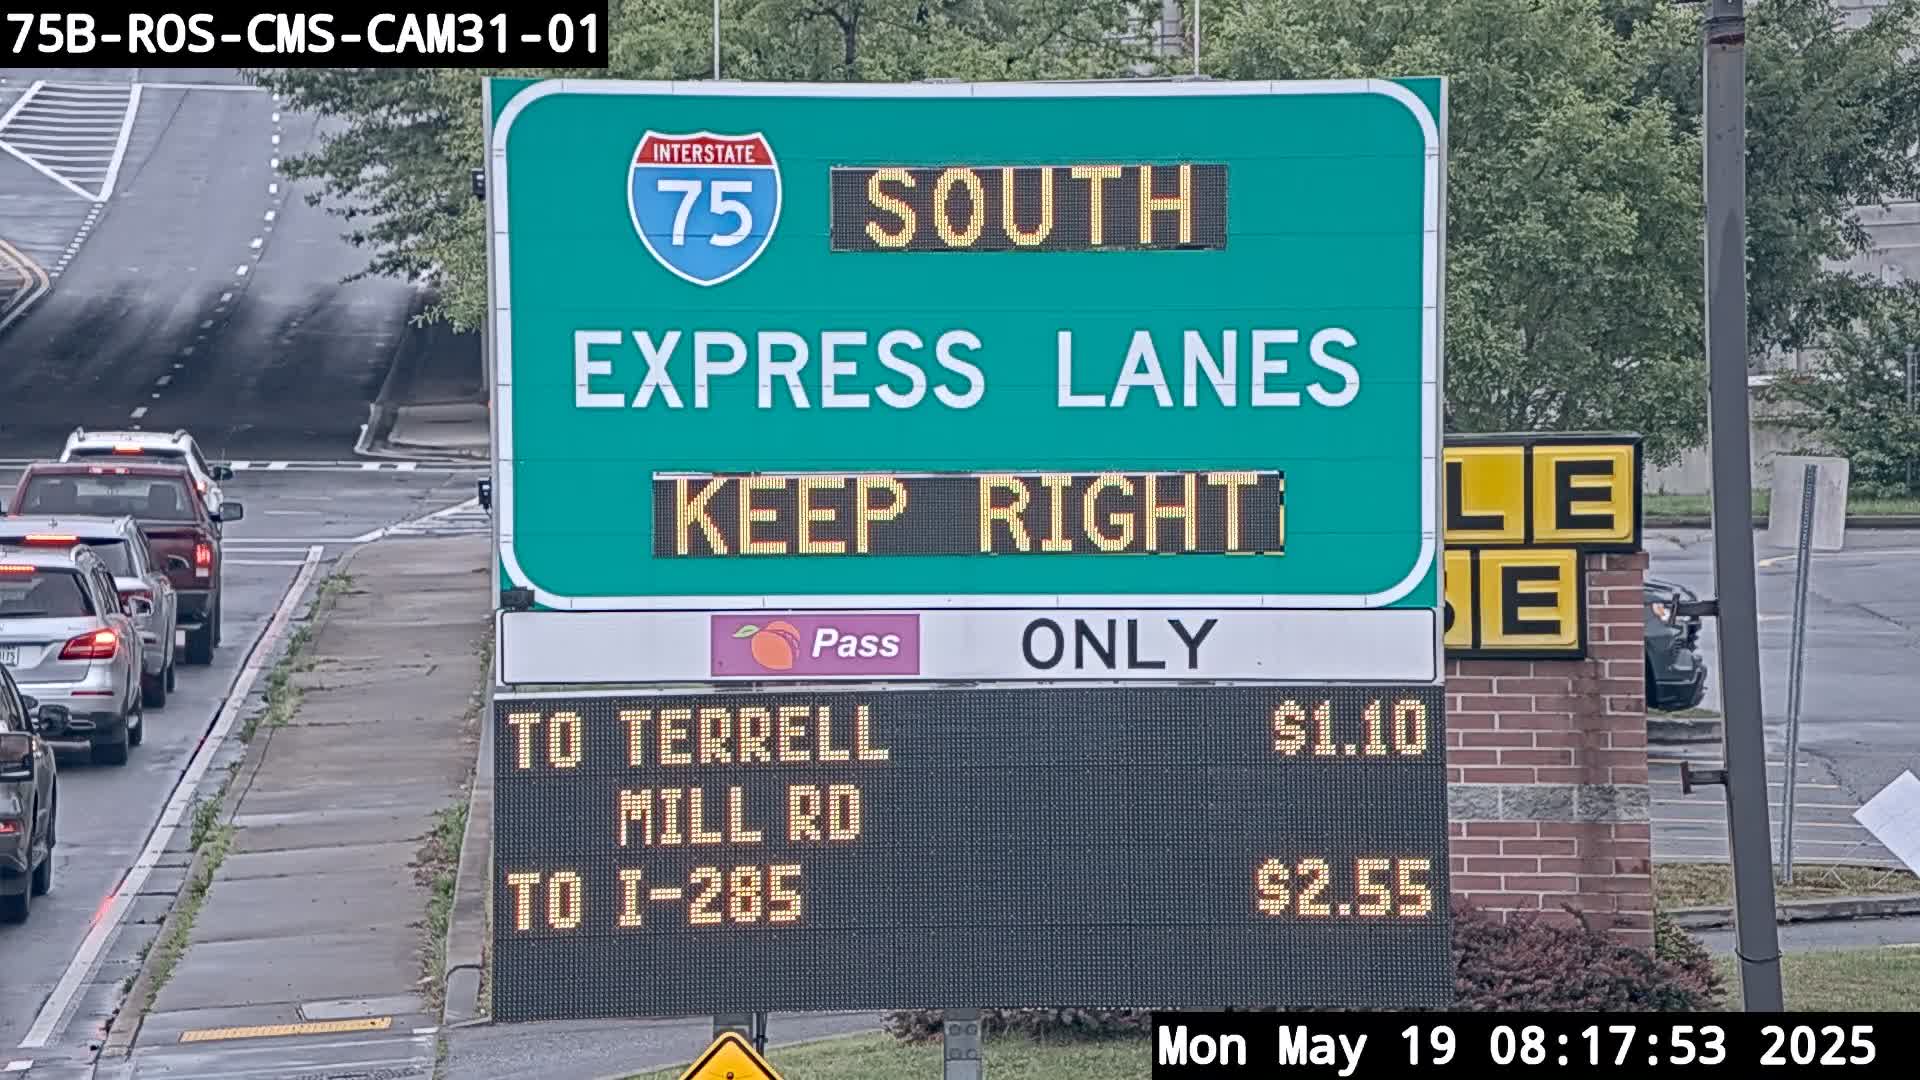 75B-ROS-CMS-CAM31-01
INTERSTATE
75
SOUTH
EXPRESS LANES
KEEP RIGHT
Pass ONLY
TO TERRELL $1.10
MILL RD
TO I-285 $2.55
LE
E
Mon May 19 08:17:53 2025